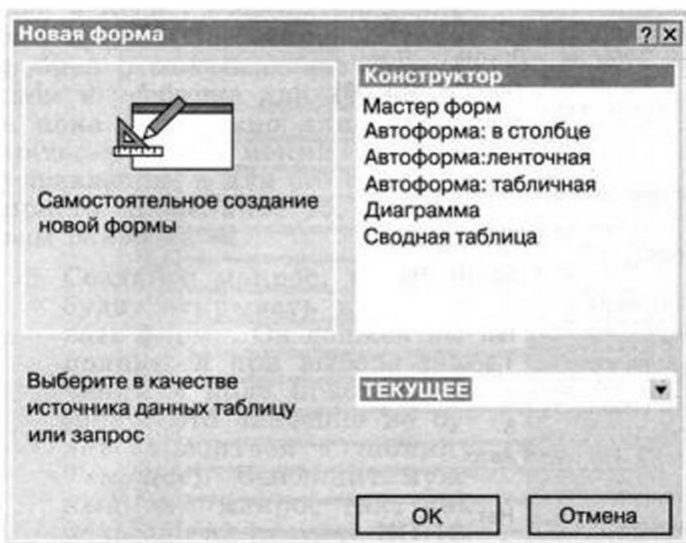 Новая форма
Конструктор
Мастер форм
Автоформа: в столбце
Автоформа:ленточная
Автоформа: табличная
Диаграмма
Сводная таблица
Самостоятельное создание
новой формы
Выберите в качестве
источника данных таблицу
или запрос
ТЕКУЩЕЕ
OK
Отмена